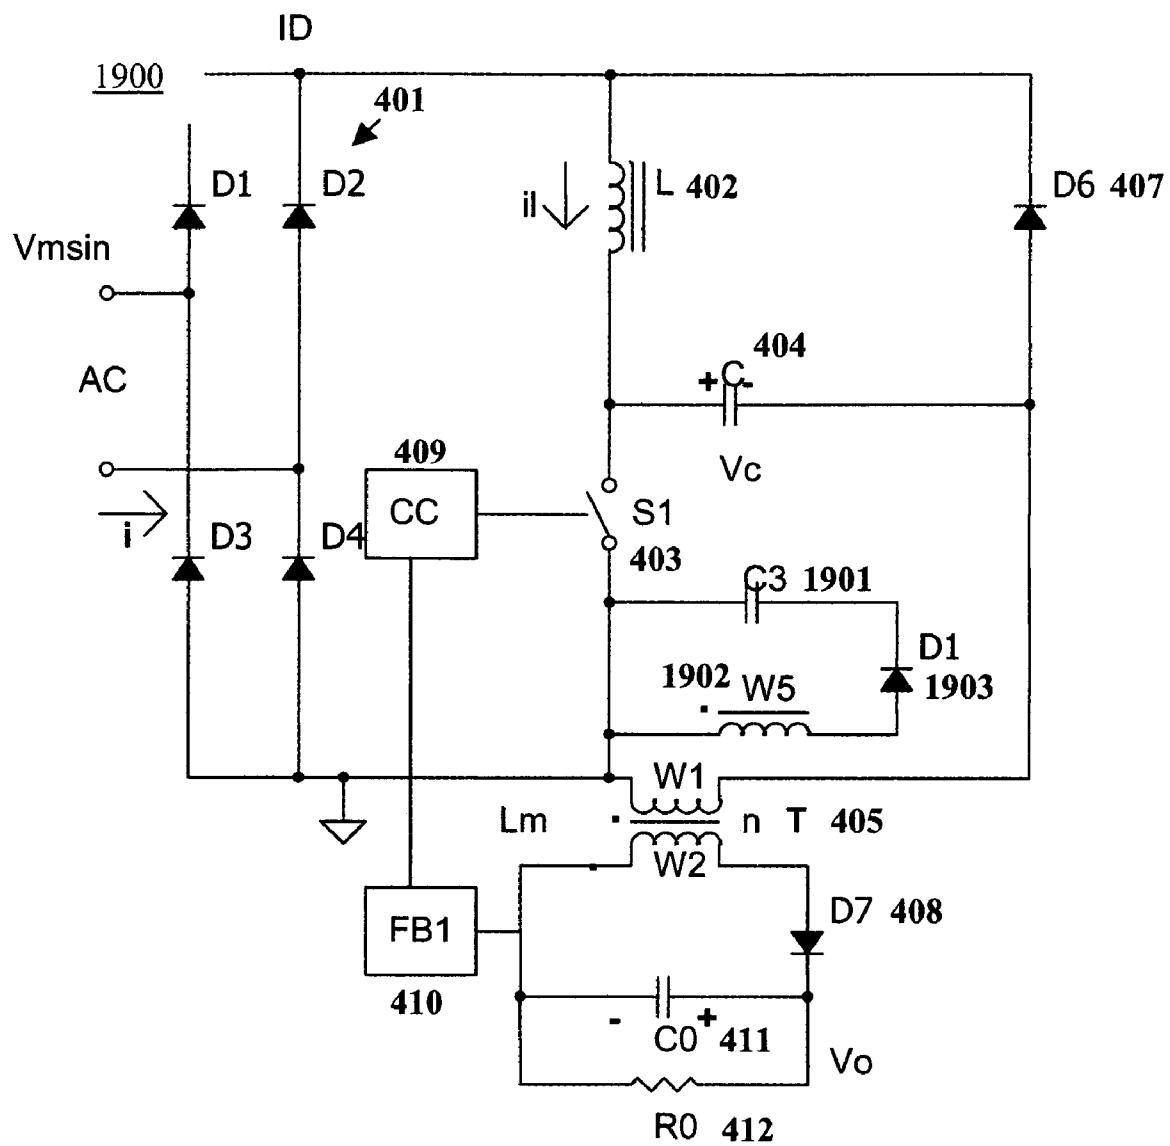 ID
1900
401
D1
D2
L 402
il
D6 407
Vmsin
404
+ C -
AC
409
Vc
CC
S1
i
D3
D4
403
C3 1901
D1
1902
W5
1903
W1
Lm
n T 405
W2
D7 408
FB1
410
- +
C0 411
Vo
R0 412